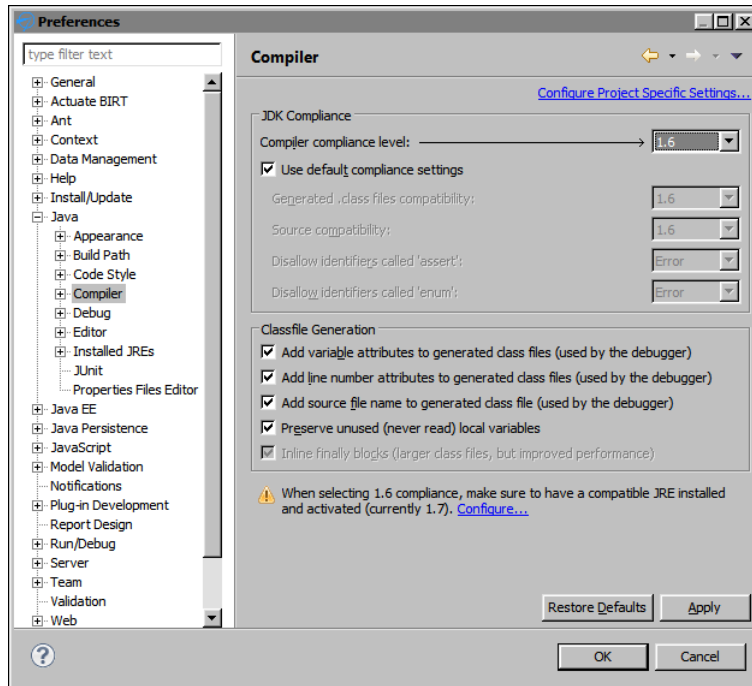 Preferences
type filter text
General
Actuate BIRT
Ant
Context
Data Management
Help
Install/Update
Java
Appearance
Build Path
Code Style
Compiler
Debug
Editor
Installed JREs
JUnit
Properties Files Editor
Java EE
Java Persistence
JavaScript
Model Validation
Notifications
Plug-in Development
Report Design
Run/Debug
Server
Team
Validation
Web
Compiler
Configure Project Specific Settings...
JDK Compliance
Compiler compliance level: 1.6
Use default compliance settings
Generated .class files compatibility: 1.6
Source compatibility: 1.6
Disallow identifiers called 'assert': Error
Disallow identifiers called 'enum': Error
Classfile Generation
Add variable attributes to generated class files (used by the debugger)
Add line number attributes to generated class files (used by the debugger)
Add source file name to generated class file (used by the debugger)
Preserve unused (never read) local variables
Inline finally blocks (larger class files, but improved performance)
When selecting 1.6 compliance, make sure to have a compatible JRE installed
and activated (currently 1.7). Configure...
Restore Defaults Apply
? OK Cancel